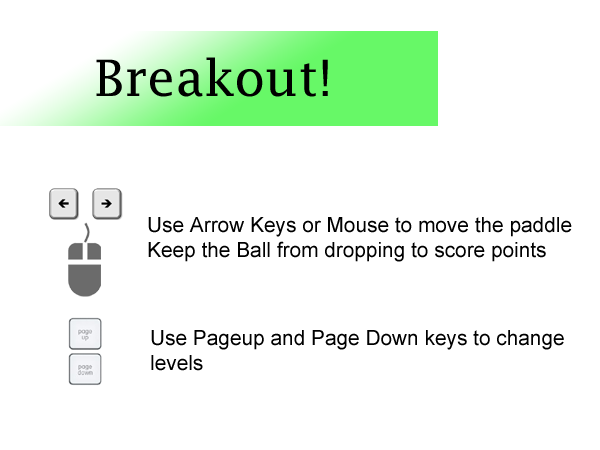 Breakout!
Use Arrow Keys or Mouse to move the paddle
Keep the Ball from dropping to score points
page
up
Use Pageup and Page Down keys to change
levels
page
down